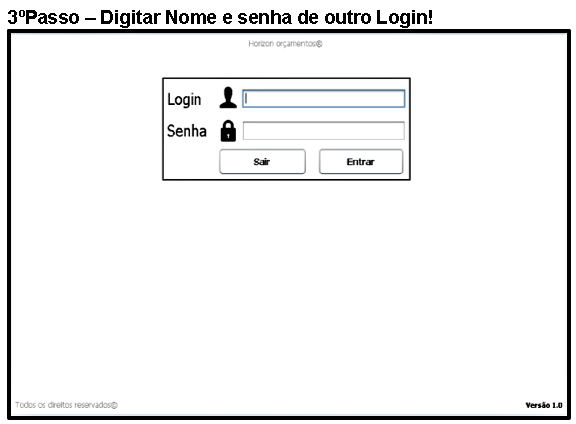 3ºPasso – Digitar Nome e senha de outro Login!
Horizon orçamentos®
Login
Senha
Sair Entrar
Todos os direitos reservados© Versão 1.0